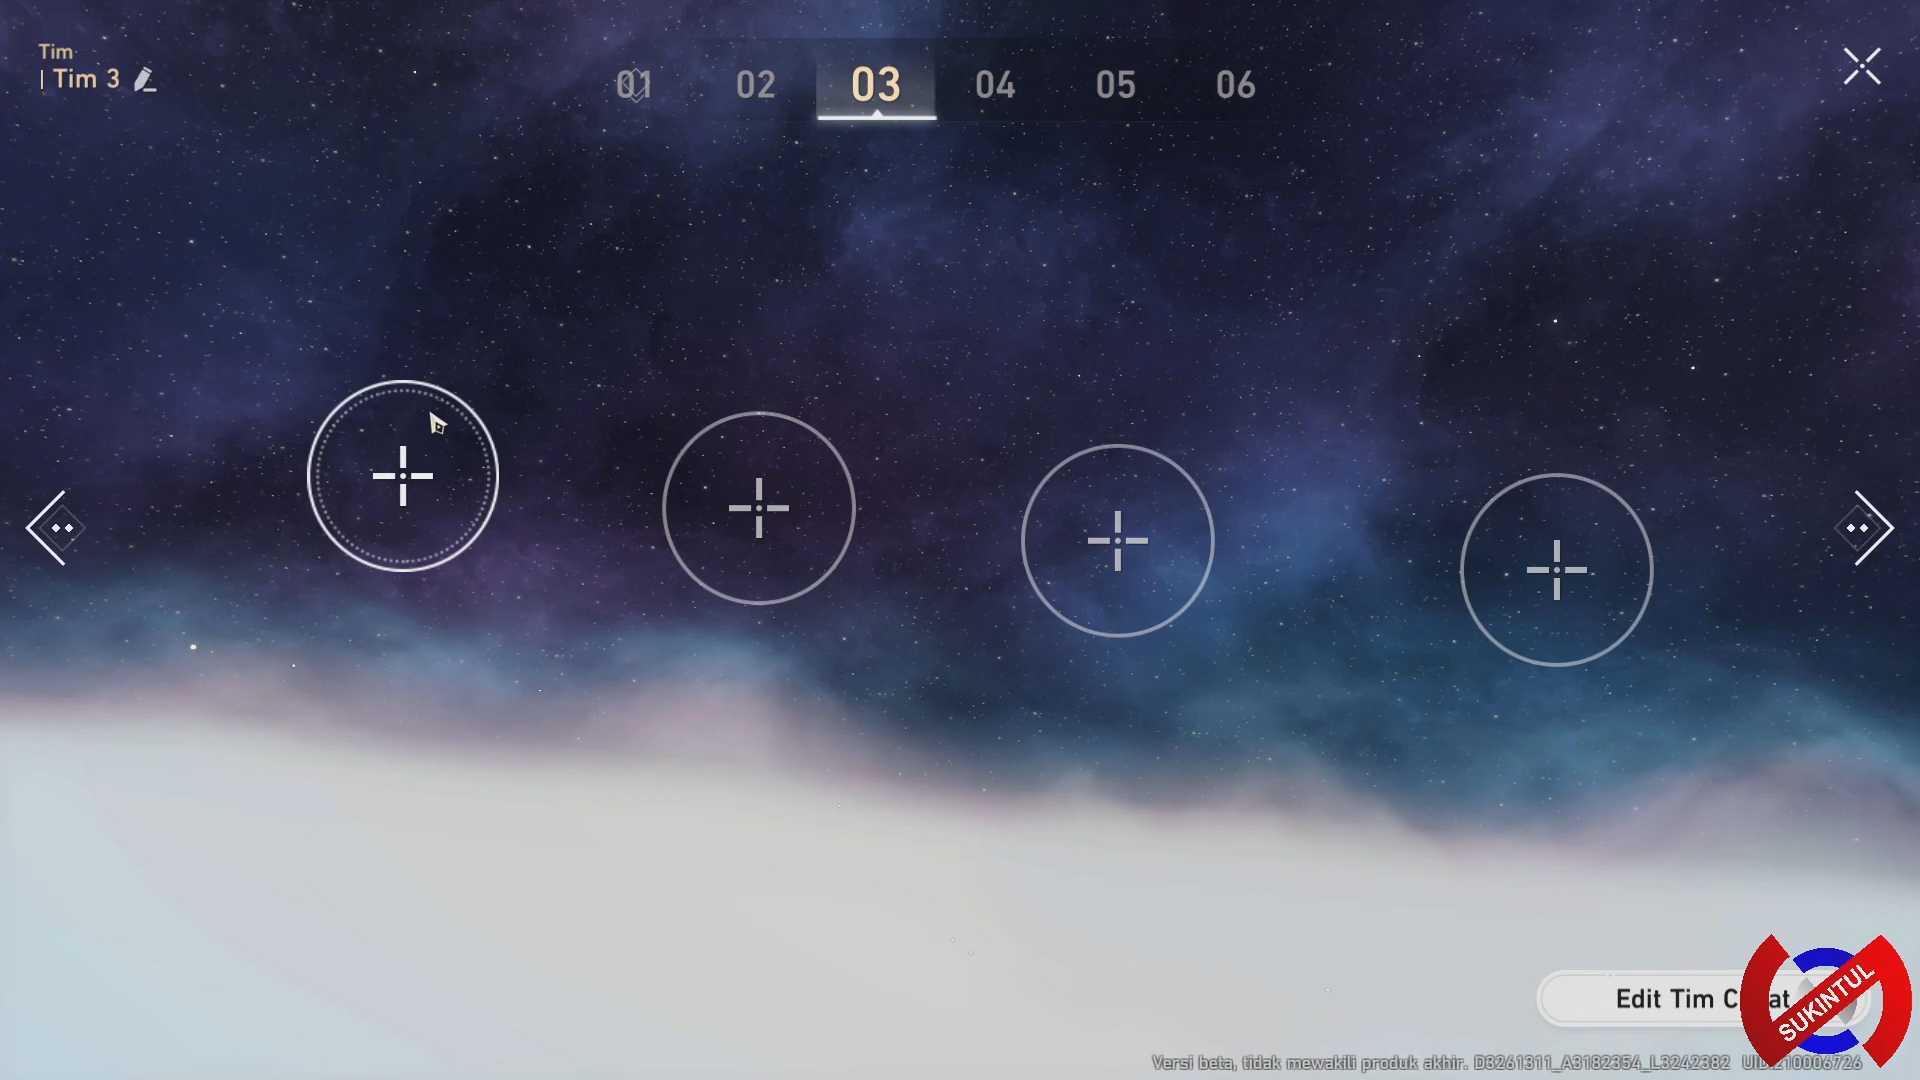 Tim
Tim 3
01 02 03 04 05 06
Edit Tim
SUKINTUL
Versi beta, tidak mewakili produk akhir. D3261311_A3182354_L3242382